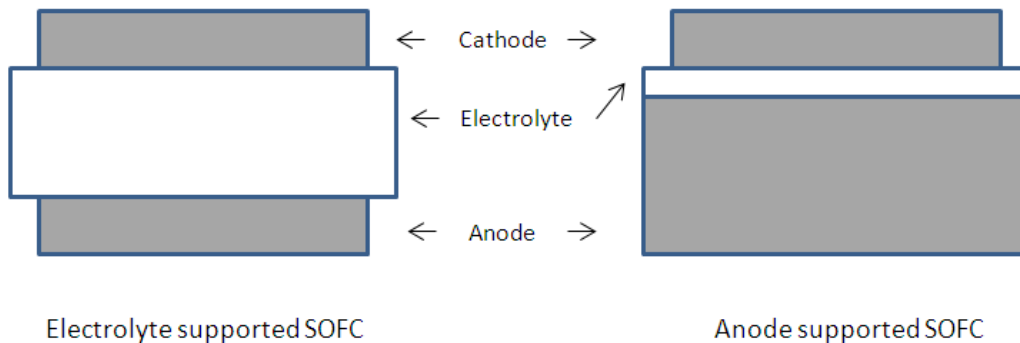 Cathode
Electrolyte
Anode
Electrolyte supported SOFC
Anode supported SOFC